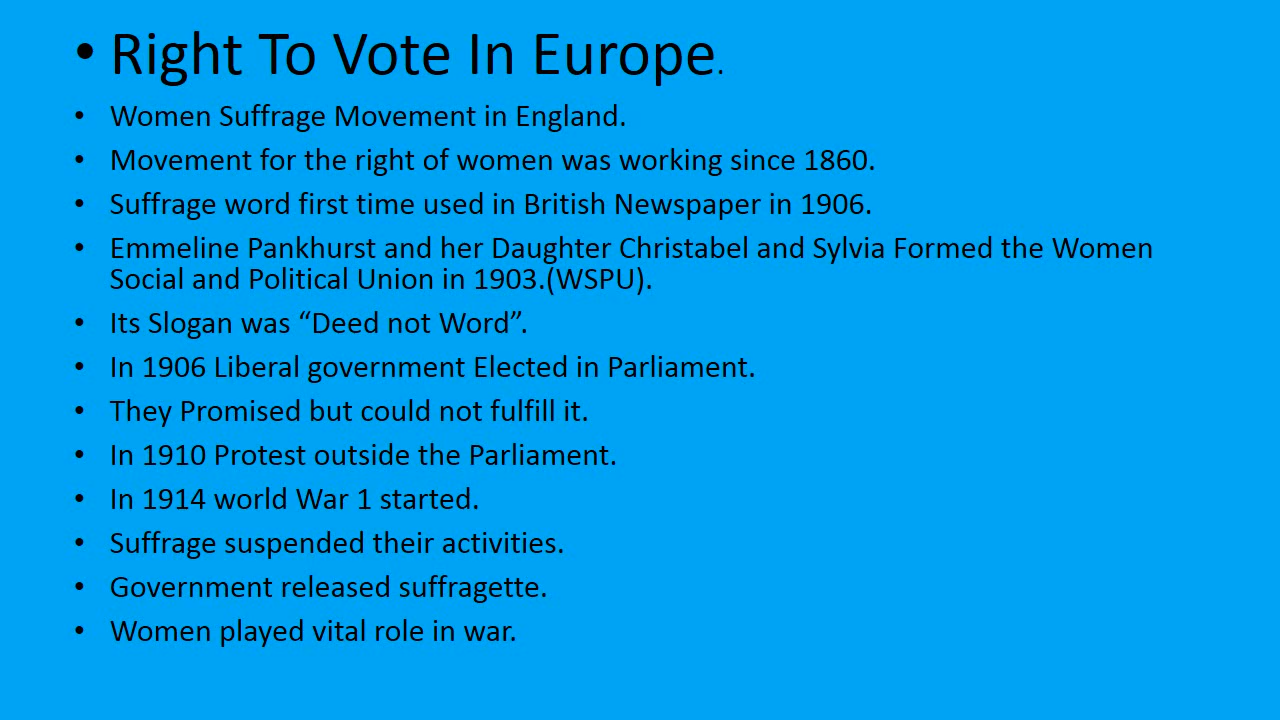 • Right To Vote In Europe.
• Women Suffrage Movement in England.
• Movement for the right of women was working since 1860.
• Suffrage word first time used in British Newspaper in 1906.
• Emmeline Pankhurst and her Daughter Christabel and Sylvia Formed the Women
Social and Political Union in 1903.(WSPU).
• Its Slogan was “Deed not Word”.
• In 1906 Liberal government Elected in Parliament.
• They Promised but could not fulfill it.
• In 1910 Protest outside the Parliament.
• In 1914 world War 1 started.
• Suffrage suspended their activities.
• Government released suffragette.
• Women played vital role in war.